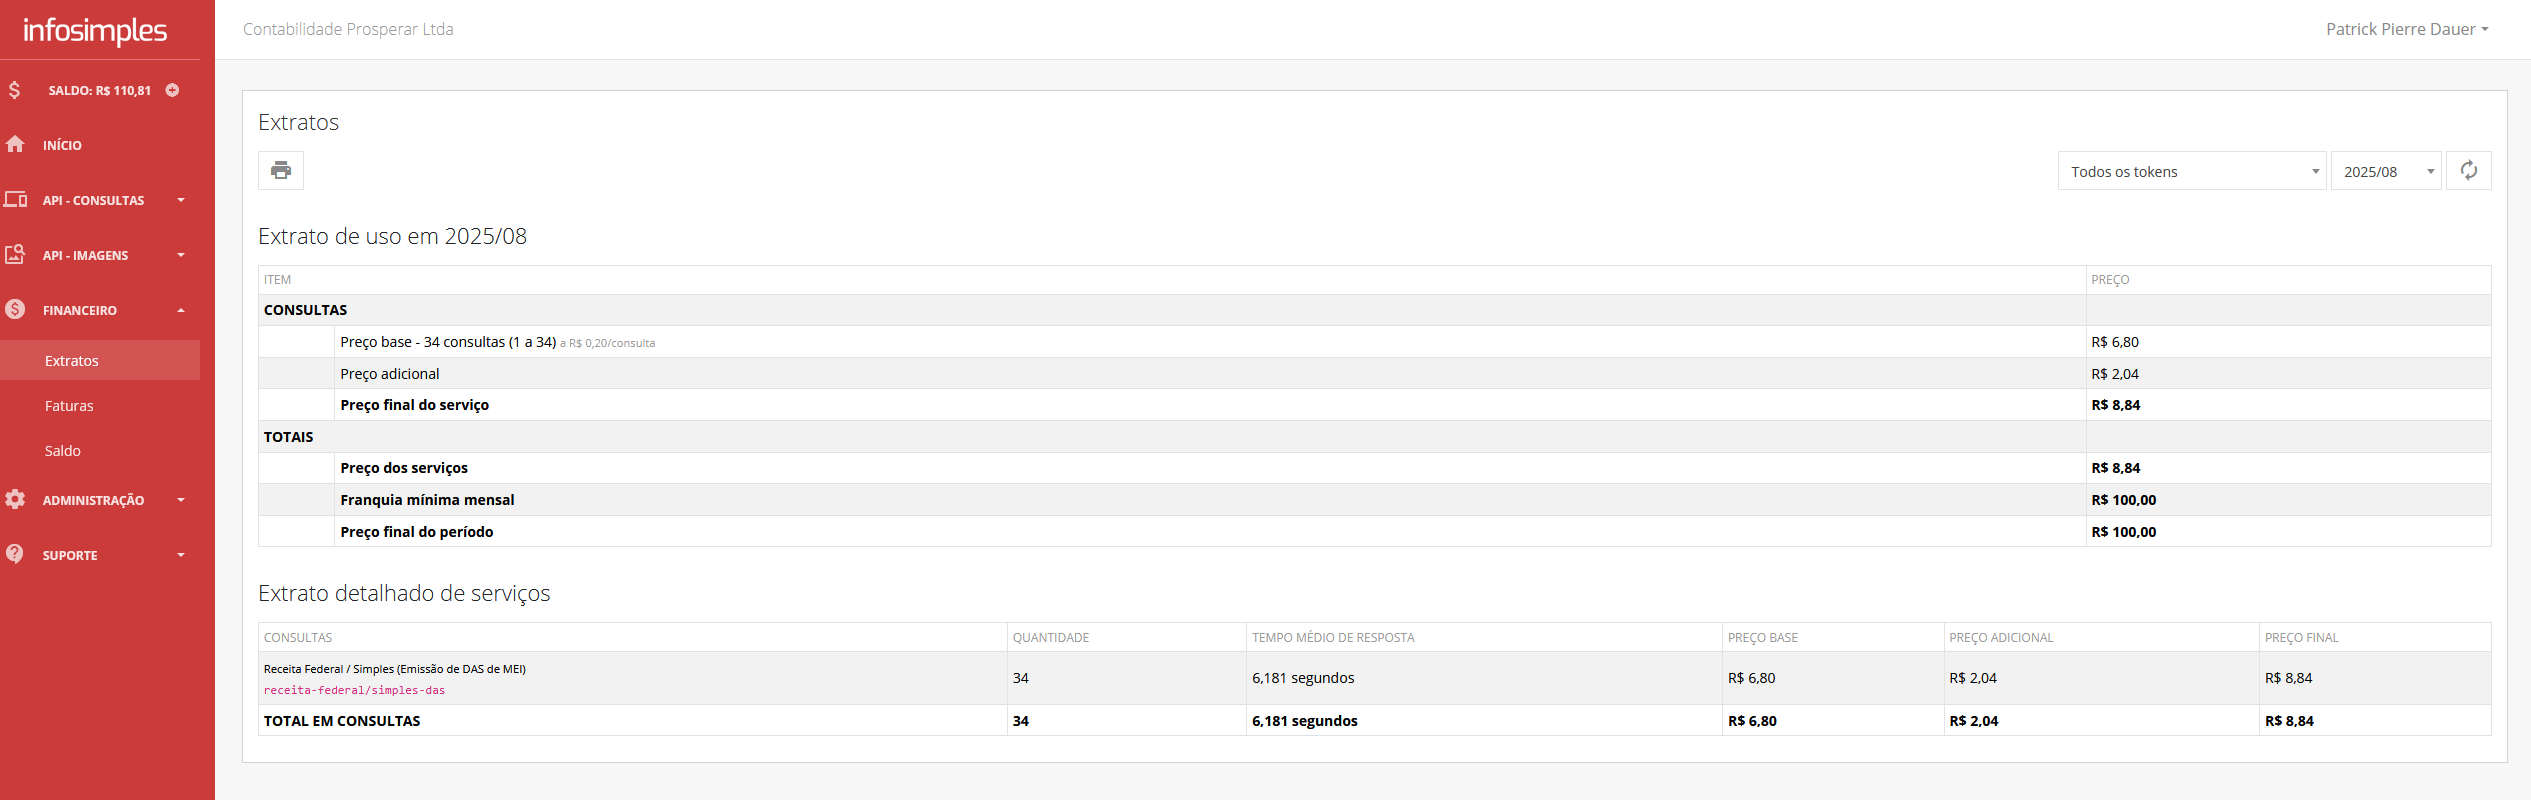 infosimples
Contabilidade Prosperar Ltda
Patrick Pierre Dauer
SALDO: R$ 110,81
INÍCIO
API - CONSULTAS
API - IMAGENS
FINANCEIRO
Extratos
Faturas
Saldo
ADMINISTRAÇÃO
SUPORTE
Extratos
Todos os tokens 2025/08
Extrato de uso em 2025/08
ITEM PREÇO
CONSULTAS
Preço base - 34 consultas (1 a 34) a R$ 0,20/consulta R$ 6,80
Preço adicional R$ 2,04
Preço final do serviço R$ 8,84
TOTAIS
Preço dos serviços R$ 8,84
Franquia mínima mensal R$ 100,00
Preço final do período R$ 100,00
Extrato detalhado de serviços
CONSULTAS QUANTIDADE TEMPO MÉDIO DE RESPOSTA PREÇO BASE PREÇO ADICIONAL PREÇO FINAL
Receita Federal / Simples (Emissão de DAS de MEI)
receita-federal/simples-das
34 6,181 segundos R$ 6,80 R$ 2,04 R$ 8,84
TOTAL EM CONSULTAS 34 6,181 segundos R$ 6,80 R$ 2,04 R$ 8,84